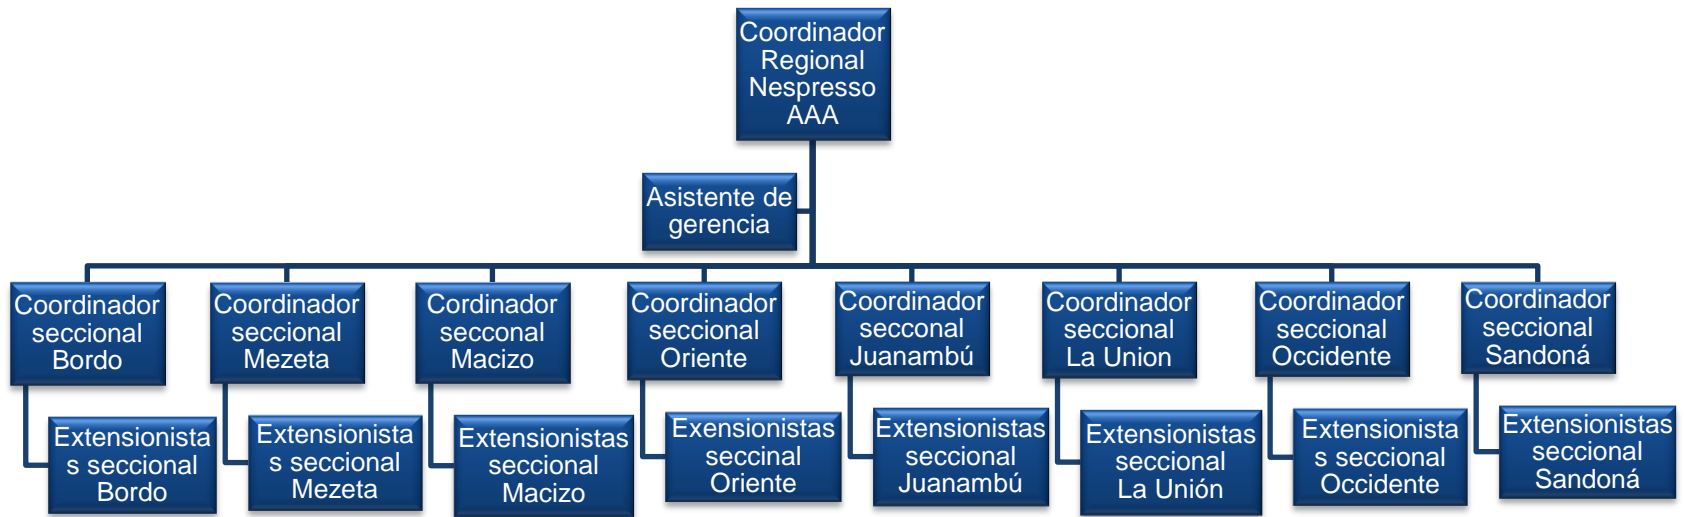 Coordinador
Regional
Nespresso
AAA
Asistente de
gerencia
Coordinador
seccional
Bordo
Coordinador
seccional
Mezeta
Cordinador
secconal
Macizo
Coordinador
seccional
Oriente
Coordinador
secconal
Juanambú
Coordinador
seccional
La Union
Coordinador
seccional
Occidente
Coordinador
seccional
Sandoná
Extensionista
s seccional
Bordo
Extensionista
s seccional
Mezeta
Extensionistas
seccional
Macizo
Exensionistas
seccinal
Oriente
Extensionistas
seccional
Juanambú
Extensionistas
seccional
La Unión
Extensionista
s seccional
Occidente
Extensionistas
seccional
Sandoná